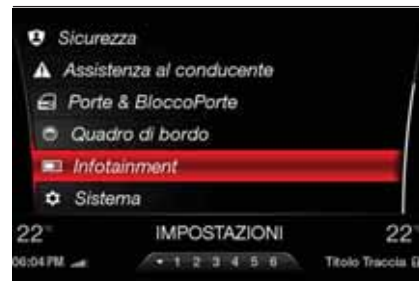 Sicurezza
Assistenza al conducente
Porte & BloccoPorte
Quadro di bordo
Infotainment
Sistema
22° IMPOSTAZIONI 22°
06:04 PM • 1 2 3 4 5 6 Titolo Traccia